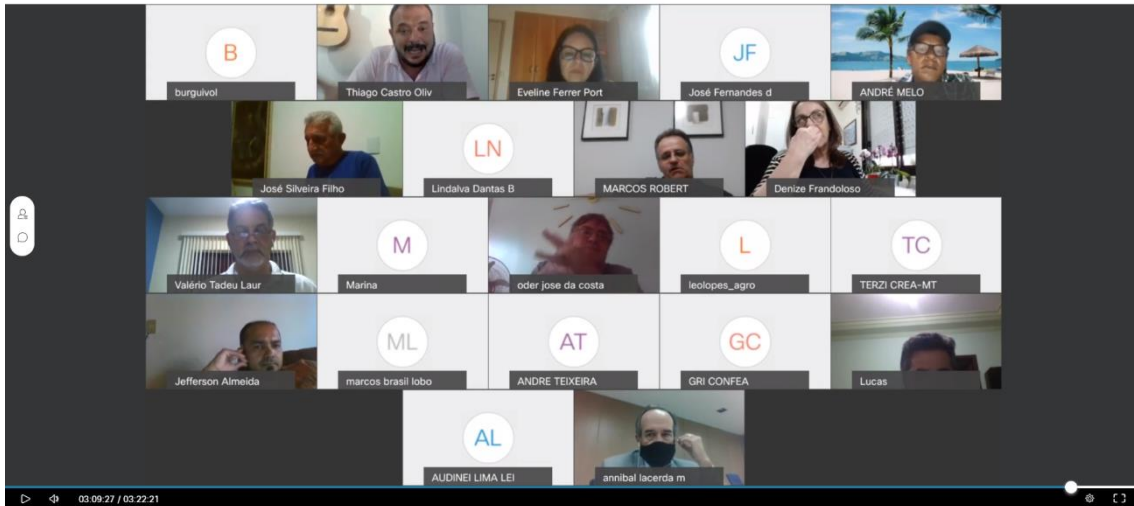 B
burguivol
Thiago Castro Oliv
Eveline Ferrer Port
JF
José Fernandes d
ANDRÉ MELO
José Silveira Filho
LN
Lindalva Dantas B
MARCOS ROBERT
Denize Frandoloso
Valério Tadeu Laur
M
Marina
oder jose da costa
L
leolopes_agro
TC
TERZI CREA-MT
Jefferson Almeida
ML
marcos brasil lobo
AT
ANDRE TEIXEIRA
GC
GRI CONFEA
Lucas
AL
AUDINEI LIMA LEI
annibal lacerda m
03:09:27 / 03:22:21